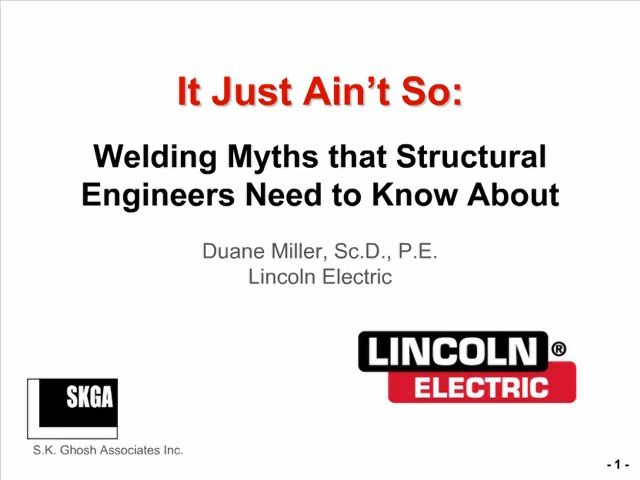 It Just Ain't So:
Welding Myths that Structural
Engineers Need to Know About
Duane Miller, Sc.D., P.E.
Lincoln Electric
LINCOLN ®
ELECTRIC
SKGA
S.K. Ghosh Associates Inc.
- 1 -